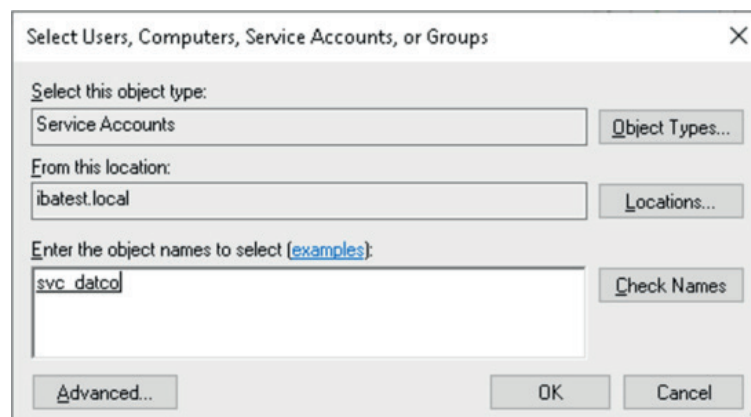 Select Users, Computers, Service Accounts, or Groups
Select this object type:
Service Accounts
Object Types...
From this location:
ibatest.local
Locations...
Enter the object names to select (examples):
svc_datco
Check Names
Advanced...
OK
Cancel